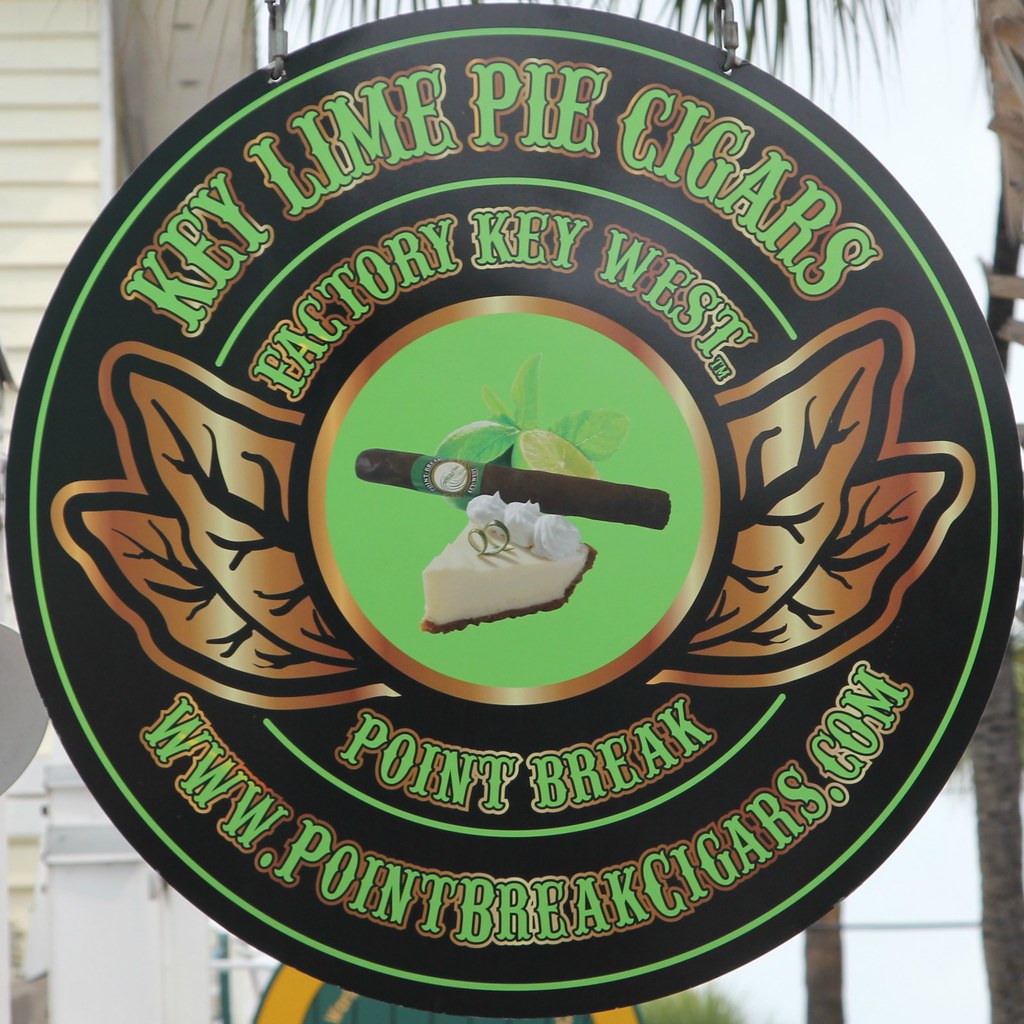 KEY LIME PIE CIGARS
FACTORY KEY WEST™
POINT BREAK
WWW.POINTBREAKCIGARS.COM